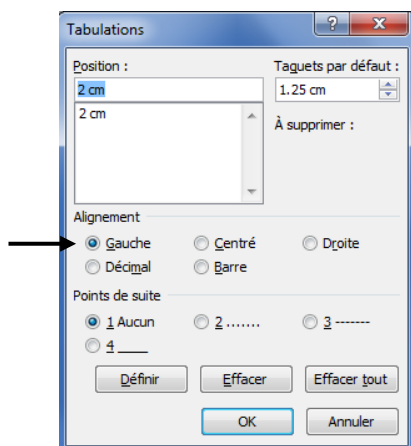 Tabulations
Position :
Taquets par défaut :
2 cm
1.25 cm
2 cm
À supprimer :
Alignement
Gauche
Centré
Droite
Décimal
Barre
Points de suite
1 Aucun
2 .......
3 -------
4 ___
Définir
Effacer
Effacer tout
OK
Annuler